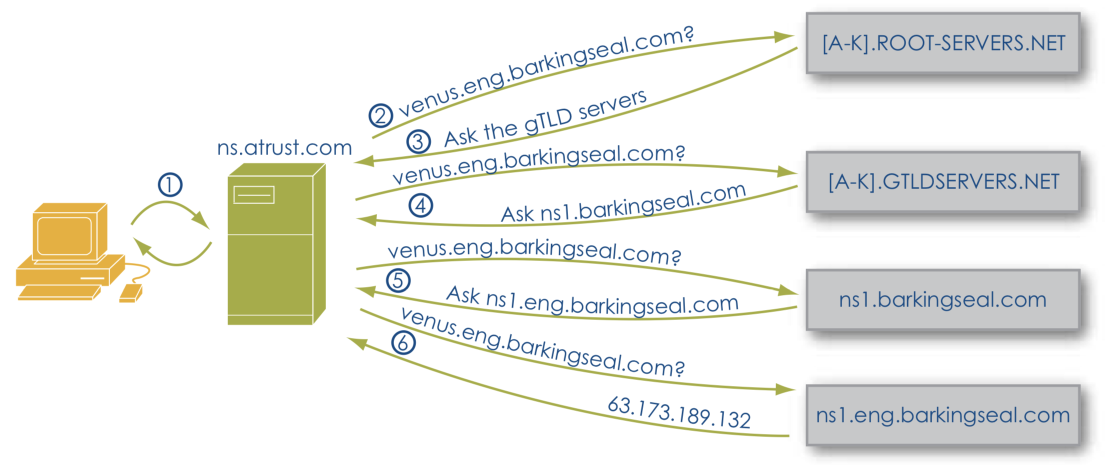 venus.eng.barkingseal.com?
[A-K].ROOT-SERVERS.NET
2
3 Ask the gTLD servers
ns.atrust.com
1
venus.eng.barkingseal.com?
[A-K].GTLDSERVERS.NET
4 Ask ns1.barkingseal.com
venus.eng.barkingseal.com?
5 Ask ns1.eng.barkingseal.com
ns1.barkingseal.com
venus.eng.barkingseal.com?
6
63.173.189.132
ns1.eng.barkingseal.com